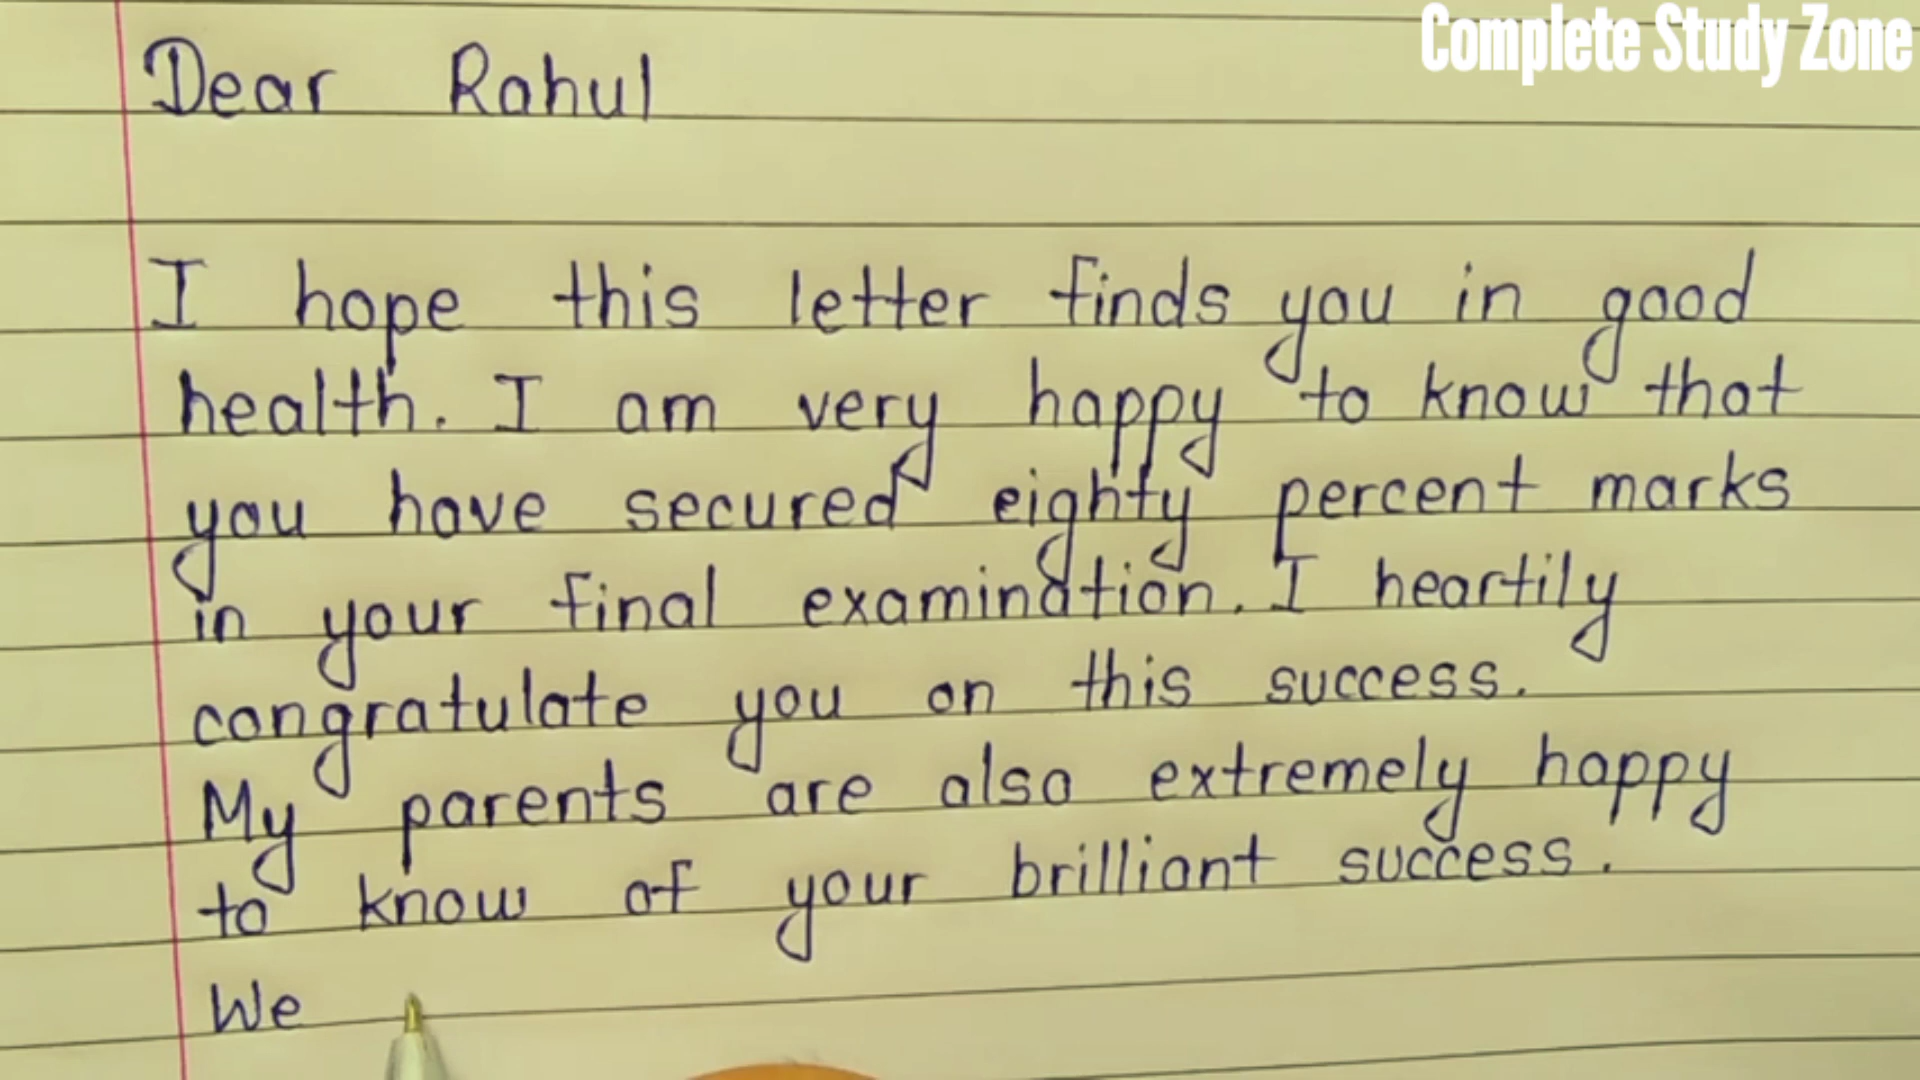 Complete Study Zone
Dear Rahul
I hope this letter finds you in good
health. I am very happy to know that
you have secured eighty percent marks
in your final examination. I heartily
congratulate you on this success.
My parents are also extremely happy
to know of your brilliant success.
We